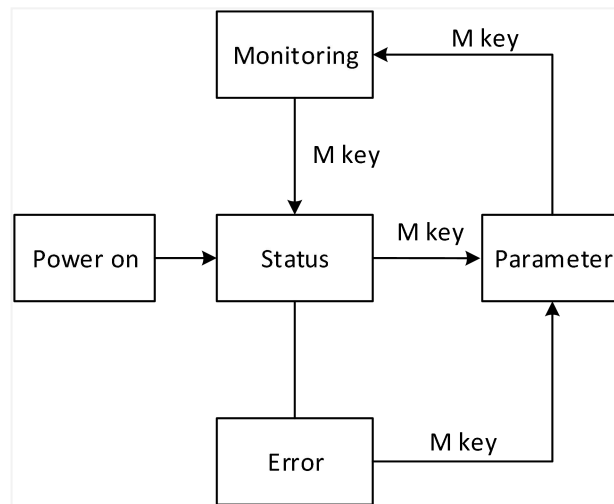 M key
Monitoring
M key
M key
Power on
Status
Parameter
M key
Error